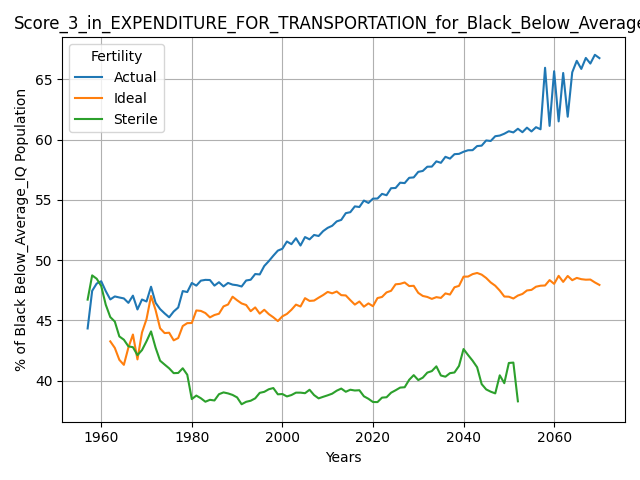 Score_3_in_EXPENDITURE_FOR_TRANSPORTATION_for_Black_Below_Average
Fertility
Actual
Ideal
Sterile
% of Black Below_Average_IQ Population
65
60
55
50
45
40
1960 1980 2000 2020 2040 2060
Years